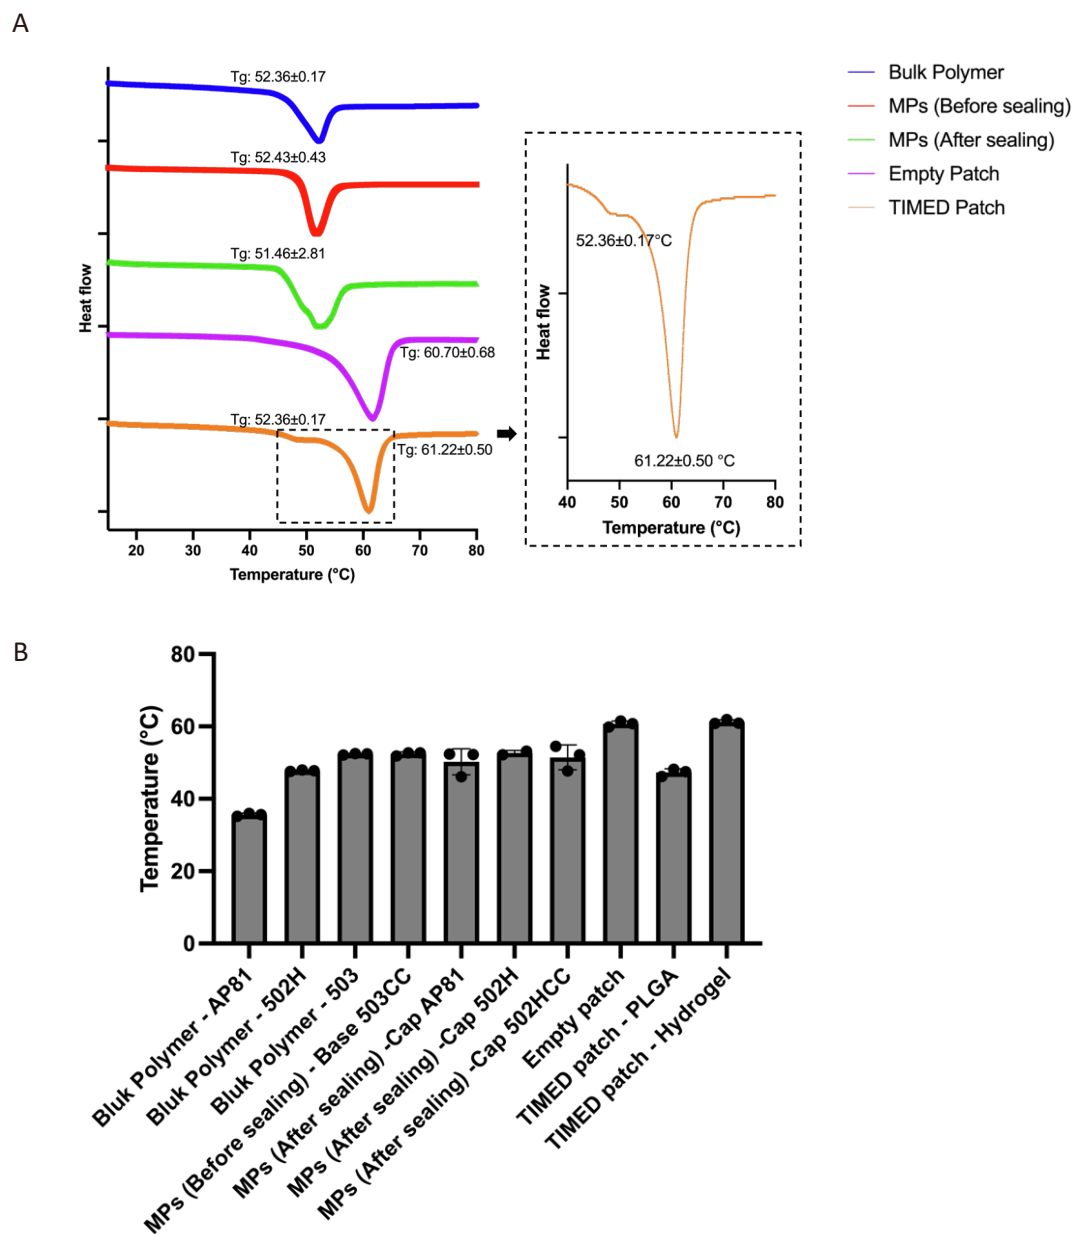 A
Tg: 52.36±0.17
Tg: 52.43±0.43
Tg: 51.46±2.81
Tg: 60.70±0.68
Tg: 52.36±0.17
Tg: 61.22±0.50
Heat flow
20 30 40 50 60 70 80
Temperature (°C)
52.36±0.17°C
Heat flow
61.22±0.50 °C
40 50 60 70 80
Temperature (°C)
Bulk Polymer
MPs (Before sealing)
MPs (After sealing)
Empty Patch
TIMED Patch
B
Temperature (°C)
80
60
40
20
0
Bluk Polymer - AP81
Bluk Polymer - 502H
Bluk Polymer - 503
MPs (Before sealing) - Base 503CC
MPs (After sealing) -Cap AP81
MPs (After sealing) -Cap 502H
MPs (After sealing) -Cap 502HCC
Empty patch
TIMED patch - PLGA
TIMED patch - Hydrogel